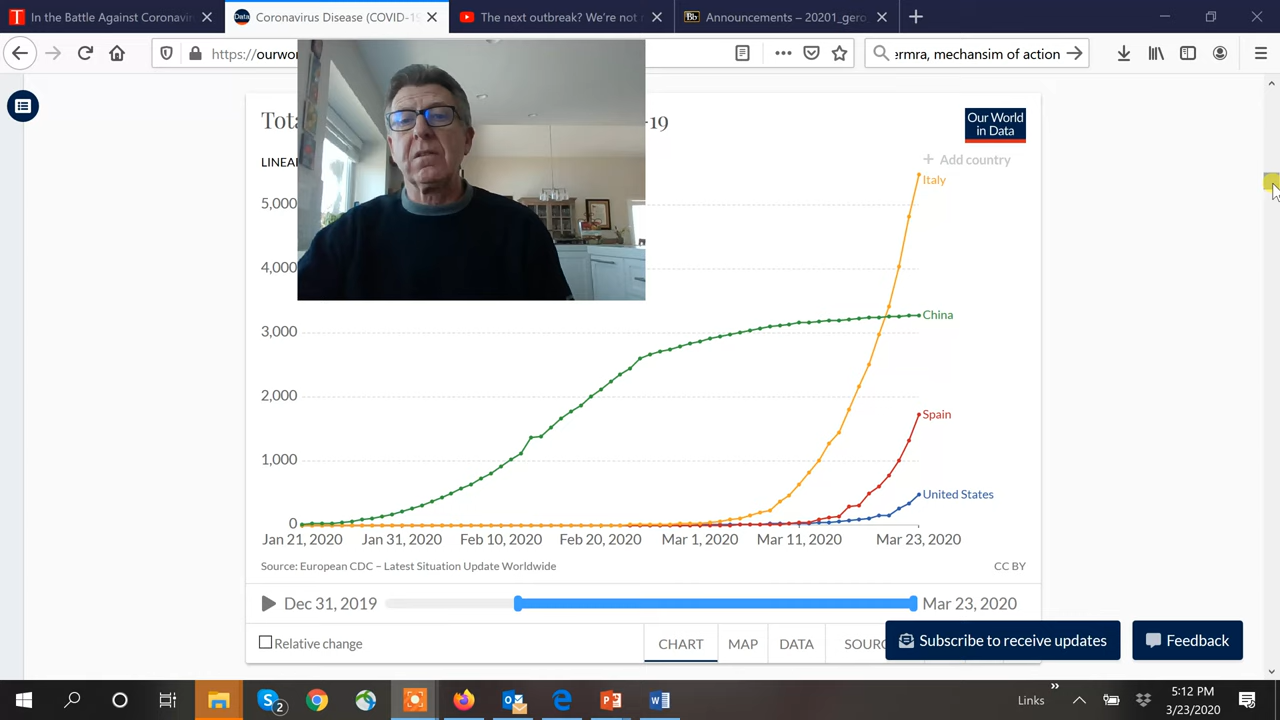 In the Battle Against Coronavir
Coronavirus Disease (COVID-19
The next outbreak? We're not r
Announcements – 20201_gero
https://ourwo
ermra, mechansim of action
Tota
-19
Our World
in Data
LINEAR
Add country
Italy
5,000
4,000
3,000
China
2,000
Spain
1,000
United States
0
Jan 21, 2020
Jan 31, 2020
Feb 10, 2020
Feb 20, 2020
Mar 1, 2020
Mar 11, 2020
Mar 23, 2020
Source: European CDC – Latest Situation Update Worldwide
CC BY
Dec 31, 2019
Mar 23, 2020
Relative change
CHART
MAP
DATA
SOUR
Subscribe to receive updates
Feedback
2
Links
5:12 PM
3/23/2020